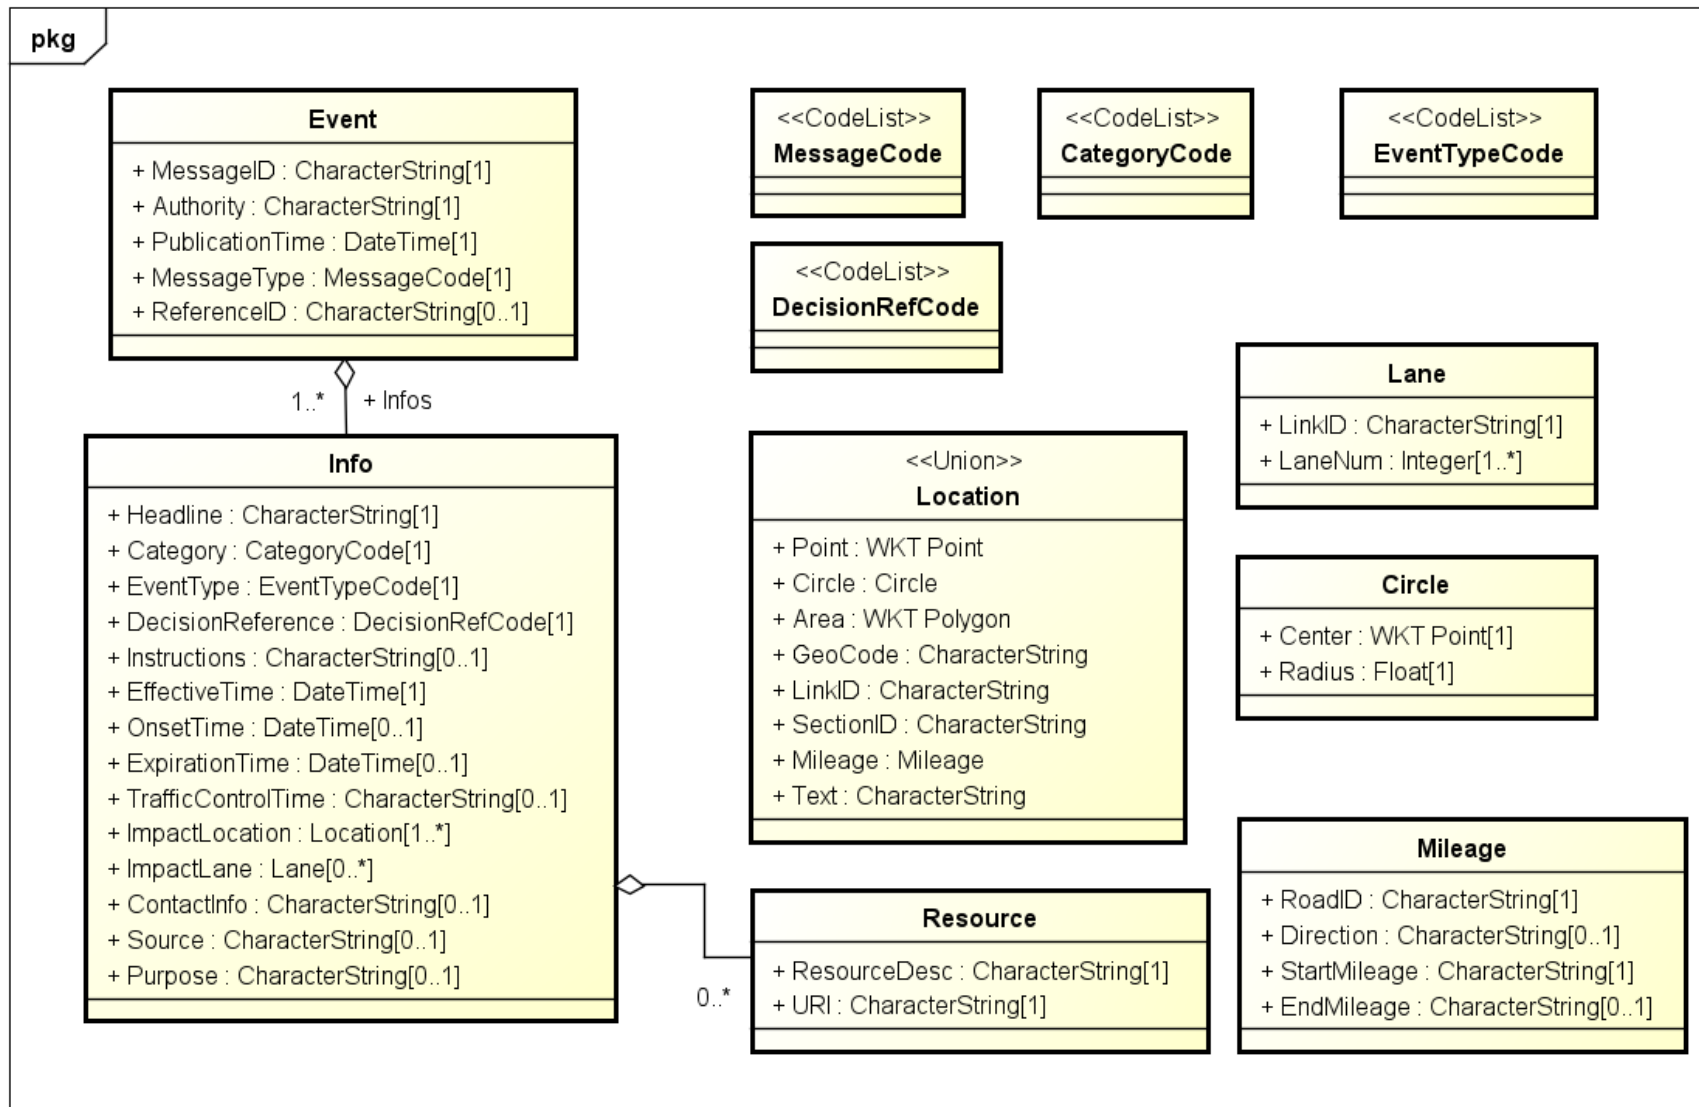 pkg
Event
+ MessageID : CharacterString[1]
+ Authority : CharacterString[1]
+ PublicationTime : DateTime[1]
+ MessageType : MessageCode[1]
+ ReferenceID : CharacterString[0..1]
1..*
+ Infos
Info
+ Headline : CharacterString[1]
+ Category : CategoryCode[1]
+ EventType : EventTypeCode[1]
+ DecisionReference : DecisionRefCode[1]
+ Instructions : CharacterString[0..1]
+ EffectiveTime : DateTime[1]
+ OnsetTime : DateTime[0..1]
+ ExpirationTime : DateTime[0..1]
+ TrafficControlTime : CharacterString[0..1]
+ ImpactLocation : Location[1..*]
+ ImpactLane : Lane[0..*]
+ ContactInfo : CharacterString[0..1]
+ Source : CharacterString[0..1]
+ Purpose : CharacterString[0..1]
<<CodeList>>
MessageCode
<<CodeList>>
CategoryCode
<<CodeList>>
EventTypeCode
<<CodeList>>
DecisionRefCode
<<Union>>
Location
+ Point : WKT Point
+ Circle : Circle
+ Area : WKT Polygon
+ GeoCode : CharacterString
+ LinkID : CharacterString
+ SectionID : CharacterString
+ Mileage : Mileage
+ Text : CharacterString
0..*
Resource
+ ResourceDesc : CharacterString[1]
+ URI : CharacterString[1]
Lane
+ LinkID : CharacterString[1]
+ LaneNum : Integer[1..*]
Circle
+ Center : WKT Point[1]
+ Radius : Float[1]
Mileage
+ RoadID : CharacterString[1]
+ Direction : CharacterString[0..1]
+ StartMileage : CharacterString[1]
+ EndMileage : CharacterString[0..1]